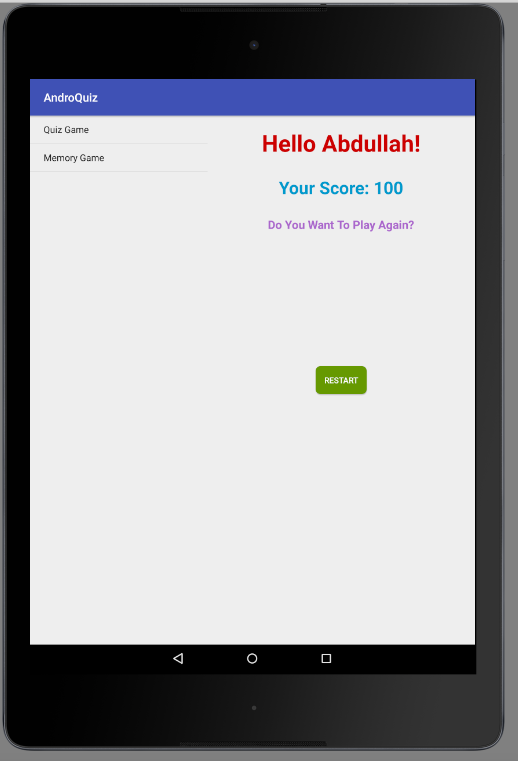 AndroQuiz
Quiz Game
Memory Game
Hello Abdullah!
Your Score: 100
Do You Want To Play Again?
RESTART